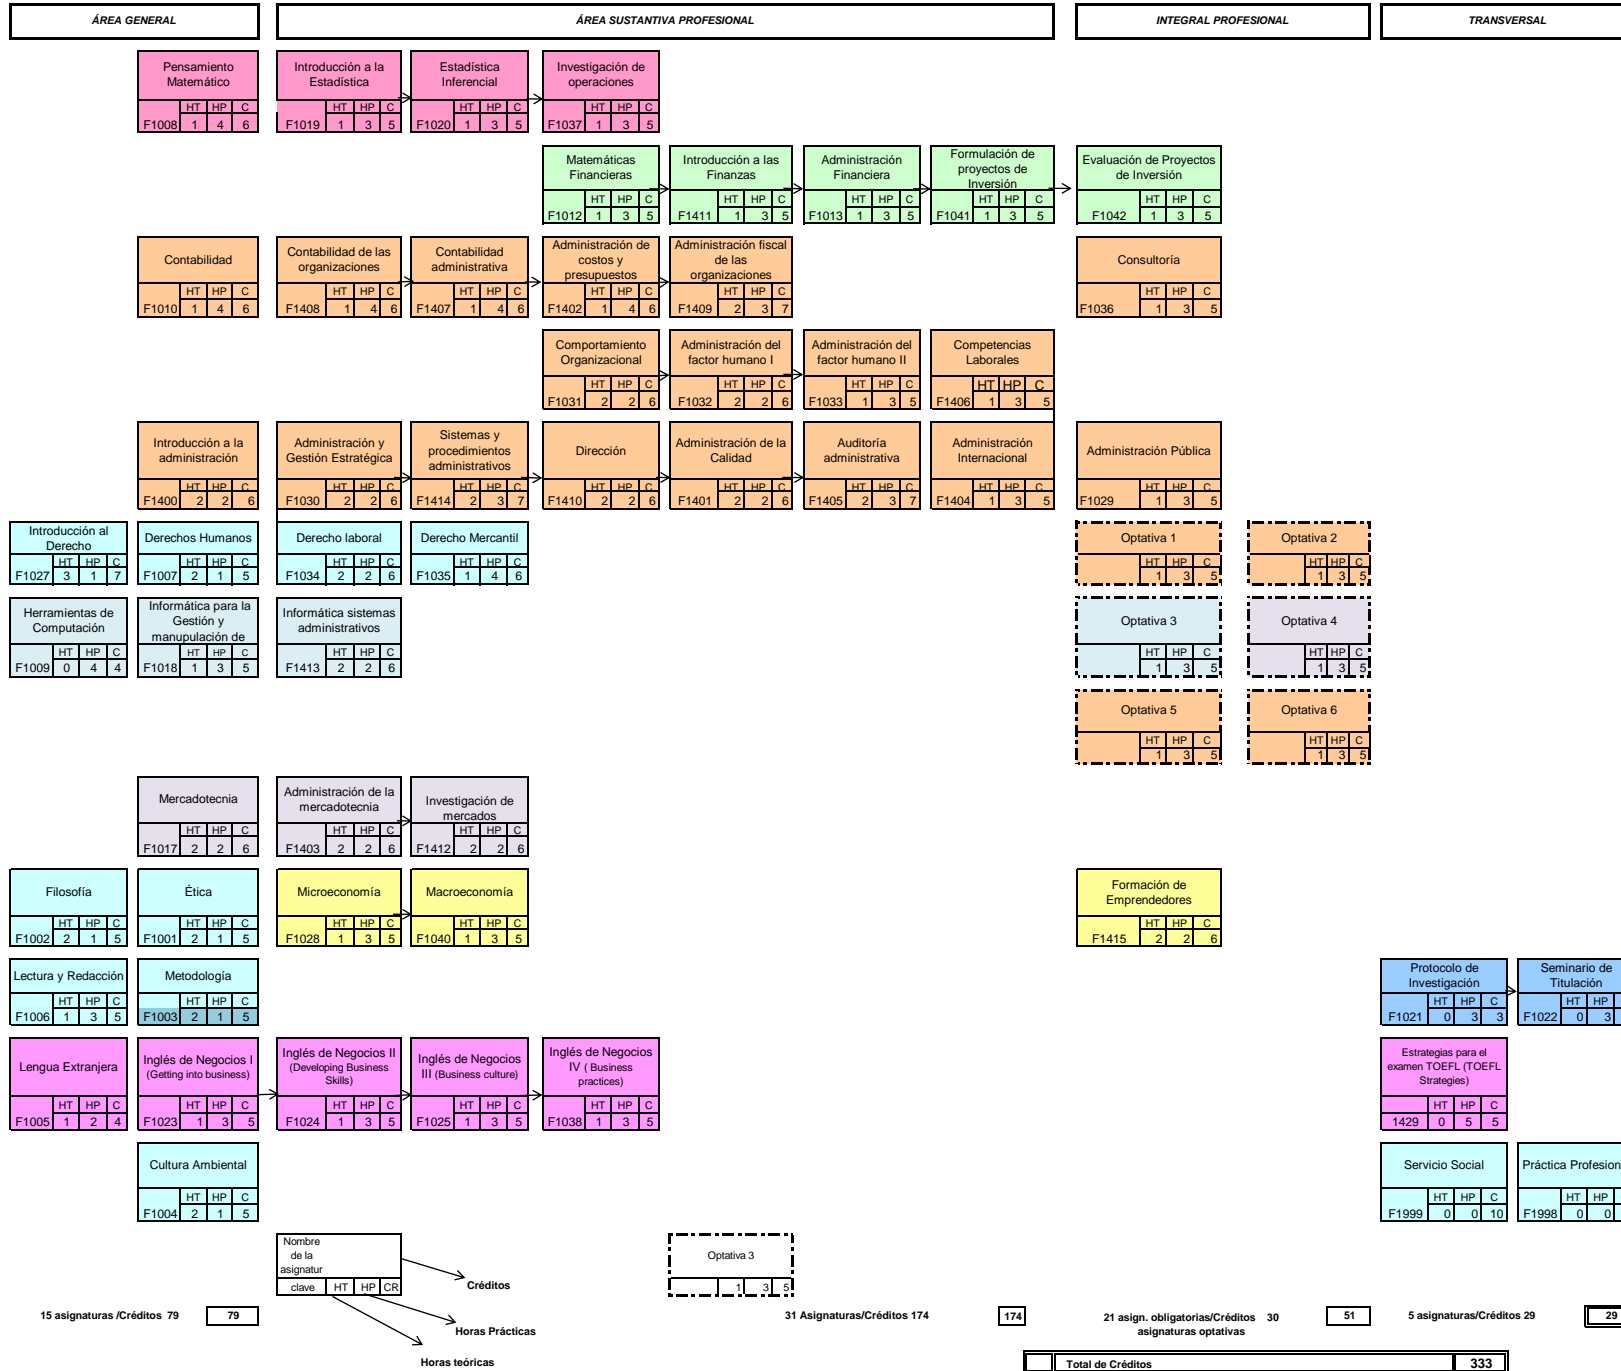 ÁREA GENERAL
ÁREA SUSTANTIVA PROFESIONAL
INTEGRAL PROFESIONAL
TRANSVERSAL
Pensamiento
Matemático
HT HP C
F1008 1 4 6
Introducción a la
Estadística
HT HP C
F1019 1 3 5
Estadística
Inferencial
HT HP C
F1020 1 3 5
Investigación de
operaciones
HT HP C
F1037 1 3 5
Matemáticas
Financieras
HT HP C
F1012 1 3 5
Introducción a las
Finanzas
HT HP C
F1411 1 3 5
Administración
Financiera
HT HP C
F1013 1 3 5
Formulación de
proyectos de
Inversión
HT HP C
F1041 1 3 5
Evaluación de Proyectos
de Inversión
HT HP C
F1042 1 3 5
Contabilidad
HT HP C
F1010 1 4 6
Contabilidad de las
organizaciones
HT HP C
F1408 1 4 6
Contabilidad
administrativa
HT HP C
F1407 1 4 6
Administración de
costos y
presupuestos
HT HP C
F1402 1 4 6
Administración fiscal
de las
organizaciones
HT HP C
F1409 2 3 7
Consultoría
HT HP C
F1036 1 3 5
Comportamiento
Organizacional
HT HP C
F1031 2 2 6
Administración del
factor humano I
HT HP C
F1032 2 2 6
Administración del
factor humano II
HT HP C
F1033 1 3 5
Competencias
Laborales
HT HP C
F1406 1 3 5
Introducción a la
administración
HT HP C
F1400 2 2 6
Administración y
Gestión Estratégica
HT HP C
F1030 2 2 6
Sistemas y
procedimientos
administrativos
HT HP C
F1414 2 3 7
Dirección
HT HP C
F1410 2 2 6
Administración de la
Calidad
HT HP C
F1401 2 2 6
Auditoría
administrativa
HT HP C
F1405 2 3 7
Administración
Internacional
HT HP C
F1404 1 3 5
Administración Pública
HT HP C
F1029 1 3 5
Introducción al
Derecho
HT HP C
F1027 3 1 7
Derechos Humanos
HT HP C
F1007 2 1 5
Derecho laboral
HT HP C
F1034 2 2 6
Derecho Mercantil
HT HP C
F1035 1 4 6
Optativa 1
HT HP C
1 3 5
Optativa 2
HT HP C
1 3 5
Herramientas de
Computación
HT HP C
F1009 0 4 4
Informática para la
Gestión y
manupulación de
HT HP C
F1018 1 3 5
Informática sistemas
administrativos
HT HP C
F1413 2 2 6
Optativa 3
HT HP C
1 3 5
Optativa 4
HT HP C
1 3 5
Optativa 5
HT HP C
1 3 5
Optativa 6
HT HP C
1 3 5
Mercadotecnia
HT HP C
F1017 2 2 6
Administración de la
mercadotecnia
HT HP C
F1403 2 2 6
Investigación de
mercados
HT HP C
F1412 2 2 6
Filosofía
HT HP C
F1002 2 1 5
Ética
HT HP C
F1001 2 1 5
Microeconomía
HT HP C
F1028 1 3 5
Macroeconomía
HT HP C
F1040 1 3 5
Formación de
Emprendedores
HT HP C
F1415 2 2 6
Lectura y Redacción
HT HP C
F1006 1 3 5
Metodología
HT HP C
F1003 2 1 5
Protocolo de
Investigación
HT HP C
F1021 0 3 3
Seminario de
Titulación
HT HP
F1022 0 3
Lengua Extranjera
HT HP C
F1005 1 2 4
Inglés de Negocios I
(Getting into business)
HT HP C
F1023 1 3 5
Inglés de Negocios II
(Developing Business
Skills)
HT HP C
F1024 1 3 5
Inglés de Negocios
III (Business culture)
HT HP C
F1025 1 3 5
Inglés de Negocios
IV ( Business
practices)
HT HP C
F1038 1 3 5
Estrategias para el
examen TOEFL (TOEFL
Strategies)
HT HP C
1429 0 5 5
Cultura Ambiental
HT HP C
F1004 2 1 5
Servicio Social
HT HP C
F1999 0 0 10
Práctica Profesion
HT HP
F1998 0 0
Nombre
de la
asignatur
clave HT HP CR
Créditos
Horas Prácticas
Horas teóricas
Optativa 3
1 3 5
15 asignaturas /Créditos 79 79
31 Asignaturas/Créditos 174 174
21 asign. obligatorias/Créditos 30 51
asignaturas optativas
5 asignaturas/Créditos 29 29
Total de Créditos 333